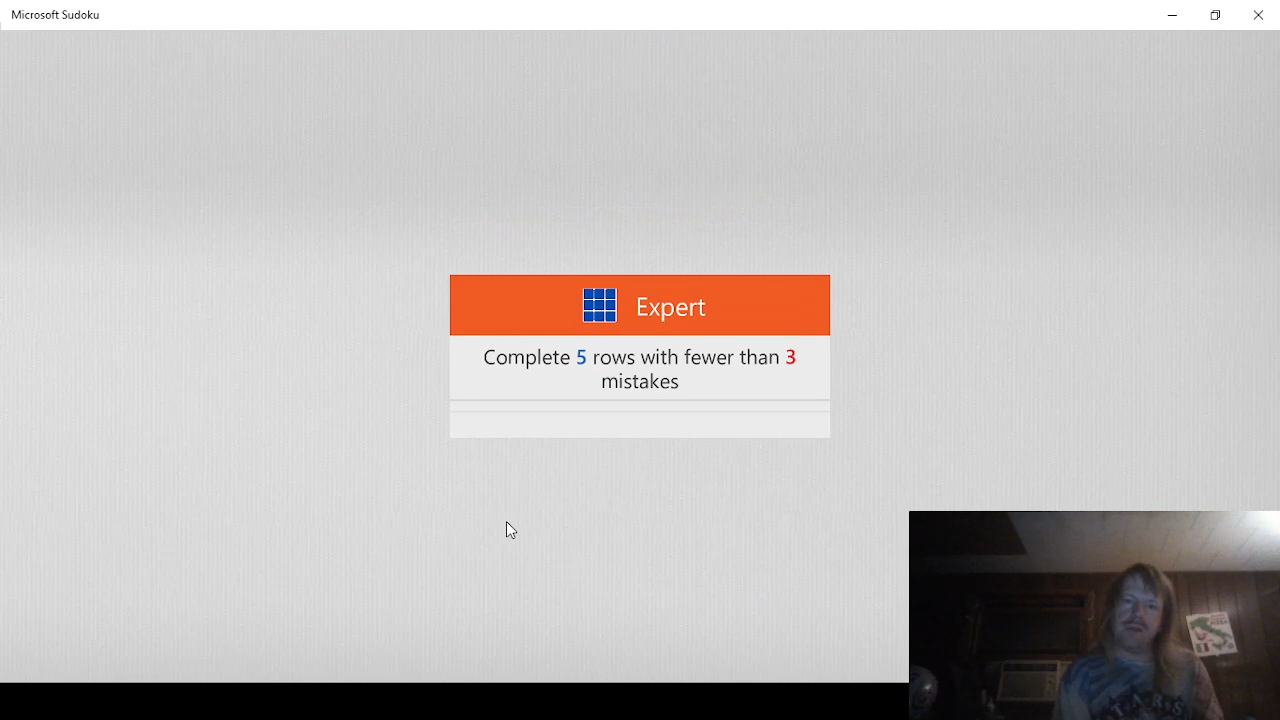 Microsoft Sudoku
Expert
Complete 5 rows with fewer than 3
mistakes